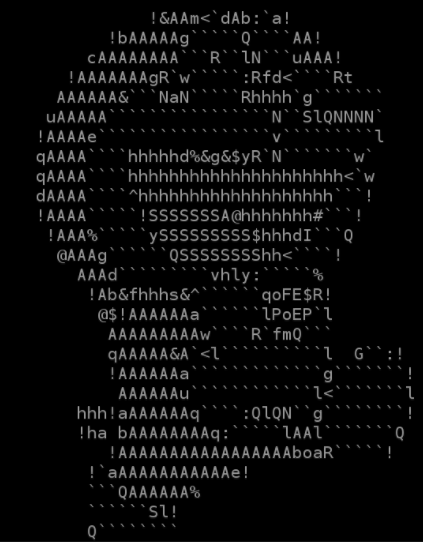 !&AAm<`dAb:`a!
!bAAAAAg`````Q````AA!
cAAAAAAAA```R``lN```uAAA!
!AAAAAAAgR`w`````:Rfd<````Rt
AAAAAA&```NaN`````Rhhhh`g```````
uAAAAA````````````````N``SlQNNNN`
!AAAAe`````````````````v`````````l
qAAAA````hhhhhd%&g&$yR`N```````w`
qAAAA````hhhhhhhhhhhhhhhhhhhhh<`w
dAAAA````^hhhhhhhhhhhhhhhhhhh```!
!AAAA`````!SSSSSSSA@hhhhhhh#```!
!AAA%`````ySSSSSSSSS$hhhdI```Q
@AAAg``````QSSSSSSSShh<````!
AAAd`````````vhly:`````%
!Ab&fhhhs&^``````qoFE$R!
@$!AAAAAAa``````lPoEP`l
AAAAAAAAAw````R`fmQ```
qAAAAA&A`<l``````````l  G``:!
!AAAAAAa`````````````g```````!
AAAAAAu````````````l<````````l
hhh!aAAAAAAq````:QlQN``g````````!
!ha bAAAAAAAAq:`````lAAl```````Q
!AAAAAAAAAAAAAAAAAboaR`````!
!`aAAAAAAAAAAAe!
```QAAAAAA%
``````Sl!
Q````````